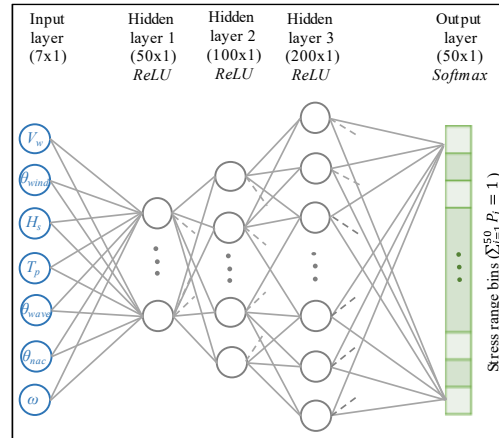 Input
layer
(7x1)
Hidden
layer 1
(50x1)
ReLU
Hidden
layer 2
(100x1)
ReLU
Hidden
layer 3
(200x1)
ReLU
Output
layer
(50x1)
Softmax
V_w
θ_wind
H_s
T_p
θ_wave
θ_nac
ω
Stress range bins (∑_{i=1}^{50} P_i = 1)